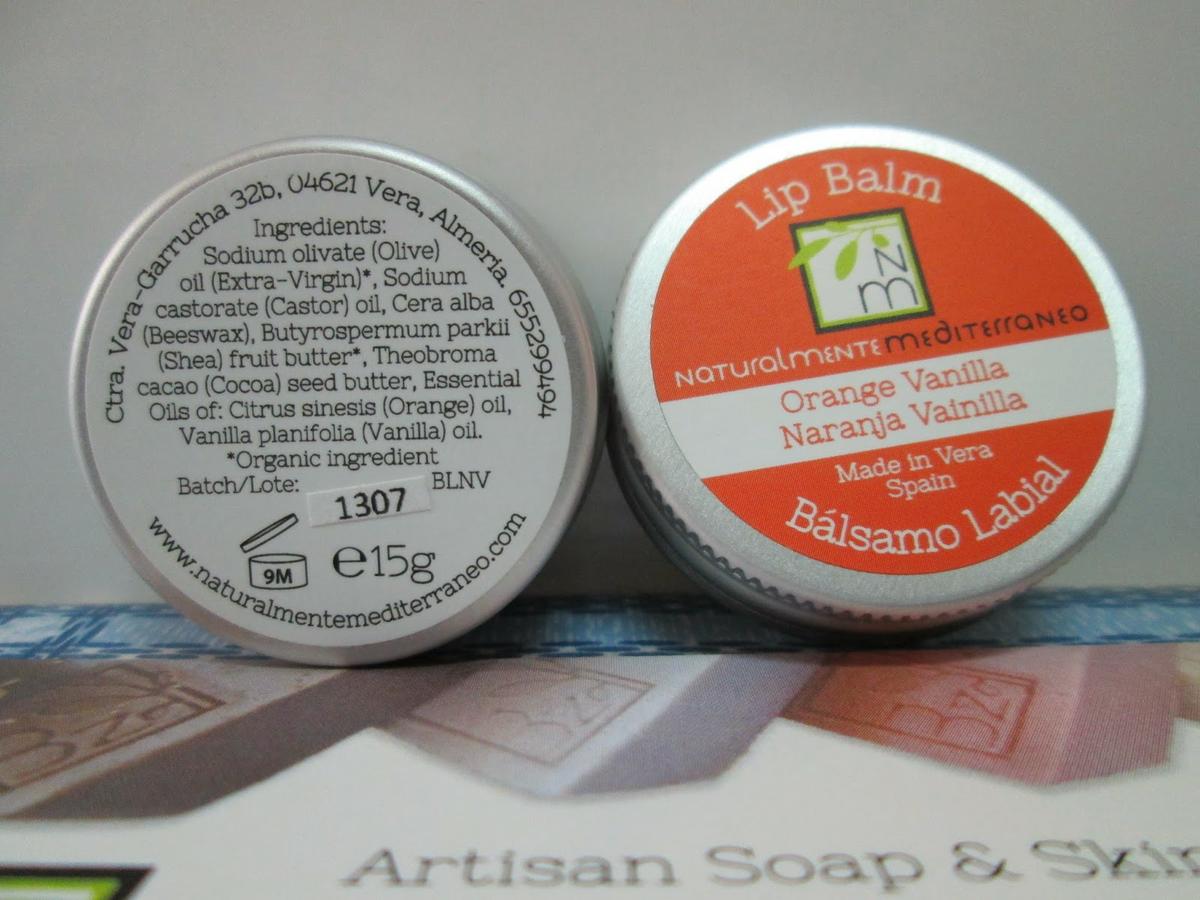 Ctra. Vera-Garrucha 32b, 04621 Vera, Almeria. 655299494
Ingredients:
Sodium olivate (Olive)
oil (Extra-Virgin)*, Sodium
castorate (Castor) oil, Cera alba
(Beeswax), Butyrospermum parkii
(Shea) fruit butter*, Theobroma
cacao (Cocoa) seed butter, Essential
Oils of: Citrus sinesis (Orange) oil,
Vanilla planifolia (Vanilla) oil.
*Organic ingredient
Batch/Lote: 1307 BLNV
9M
℮15g
www.naturalmentemediterraneo.com
Lip Balm
NM
NaTuralmENTE mEDITErraNEO
Orange Vanilla
Naranja Vainilla
Made in Vera
Spain
Bálsamo Labial
Artisan Soap & Skin